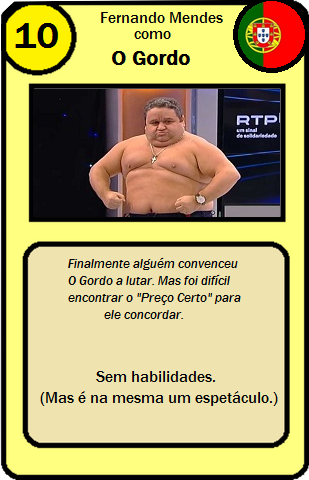 10
Fernando Mendes
como
O Gordo
RTP
um sinal
de solidariedade
Finalmente alguém convenceu
O Gordo a lutar. Mas foi difícil
encontrar o "Preço Certo" para
ele concordar.
Sem habilidades.
(Mas é na mesma um espetáculo.)